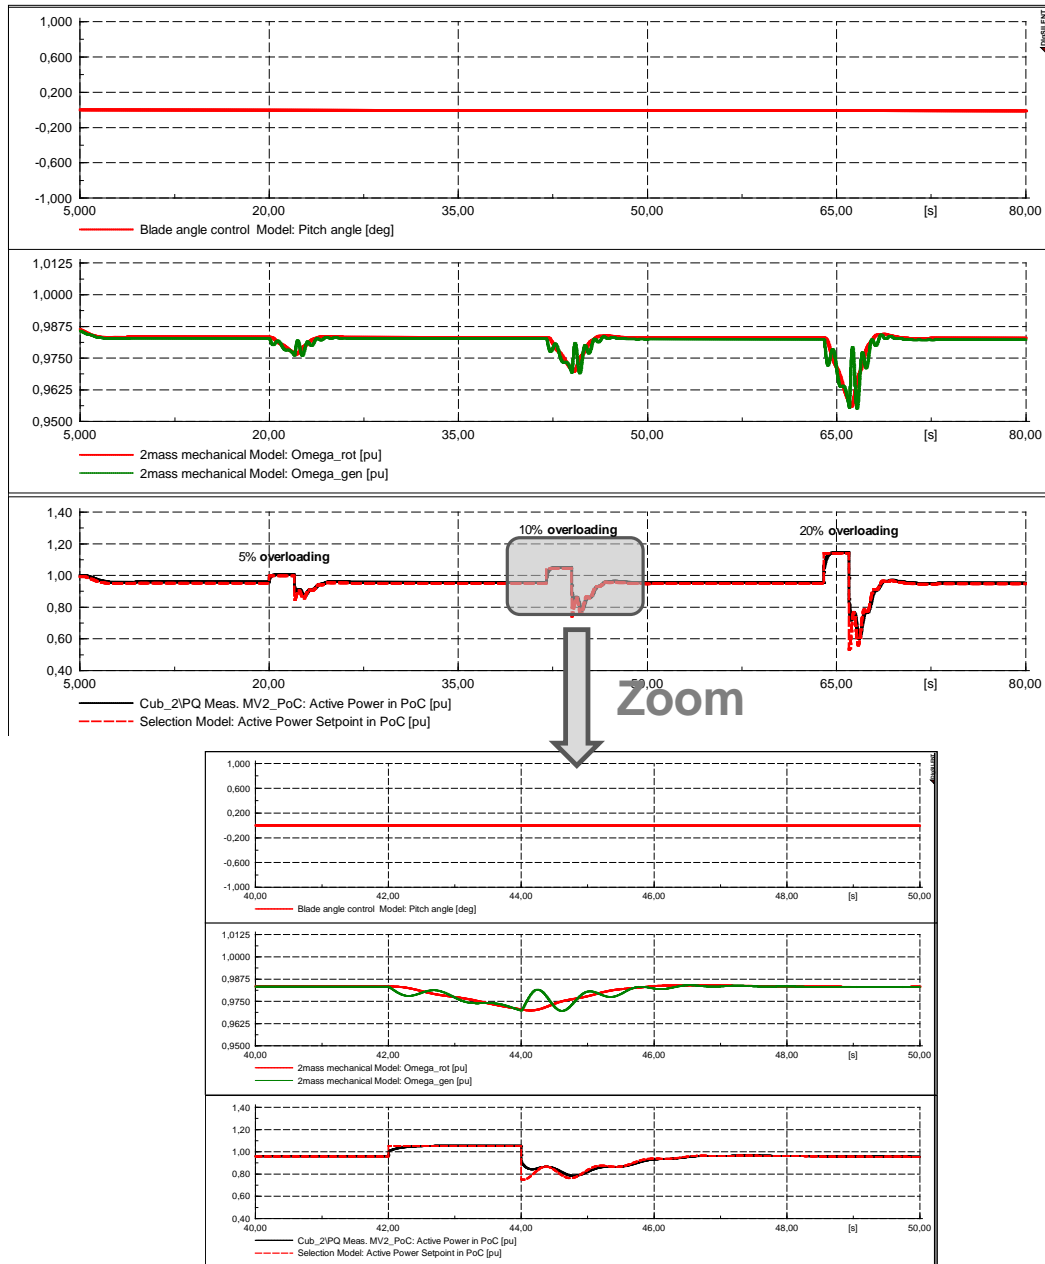 DIgSILENT
1,000
0,600
0,200
-0,200
-0,600
-1,000
5,000 20,00 35,00 50,00 65,00 [s] 80,00
Blade angle control Model: Pitch angle [deg]
1,0125
1,0000
0,9875
0,9750
0,9625
0,9500
5,000 20,00 35,00 50,00 65,00 [s] 80,00
2mass mechanical Model: Omega_rot [pu]
2mass mechanical Model: Omega_gen [pu]
1,40
10% overloading
20% overloading
1,20
5% overloading
1,00
0,80
0,60
0,40
5,000 20,00 35,00 50,00 65,00 [s] 80,00
Cub_2\PQ Meas. MV2_PoC: Active Power in PoC [pu]
Selection Model: Active Power Setpoint in PoC [pu]
Zoom
1,000
0,600
0,200
-0,200
-0,600
-1,000
40,00 42,00 44,00 46,00 48,00 [s] 50,00
Blade angle control Model: Pitch angle [deg]
1,0125
1,0000
0,9875
0,9750
0,9625
0,9500
40,00 42,00 44,00 46,00 48,00 [s] 50,00
2mass mechanical Model: Omega_rot [pu]
2mass mechanical Model: Omega_gen [pu]
1,40
1,20
1,00
0,80
0,60
0,40
40,00 42,00 44,00 46,00 48,00 [s] 50,00
Cub_2\PQ Meas. MV2_PoC: Active Power in PoC [pu]
Selection Model: Active Power Setpoint in PoC [pu]